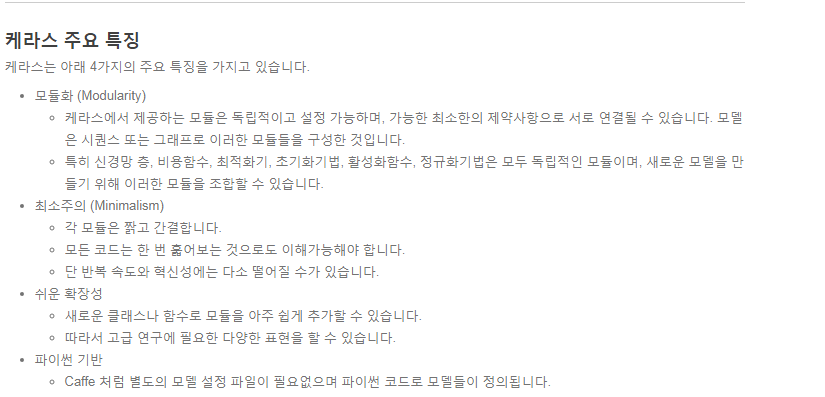 케라스 주요 특징
케라스는 아래 4가지의 주요 특징을 가지고 있습니다.
모듈화 (Modularity)
케라스에서 제공하는 모듈은 독립적이고 설정 가능하며, 가능한 최소한의 제약사항으로 서로 연결될 수 있습니다. 모델
은 시퀀스 또는 그래프로 이러한 모듈들을 구성한 것입니다.
특히 신경망 층, 비용함수, 최적화기, 초기화기법, 활성화함수, 정규화기법은 모두 독립적인 모듈이며, 새로운 모델을 만
들기 위해 이러한 모듈을 조합할 수 있습니다.
최소주의 (Minimalism)
각 모듈은 짥고 간결합니다.
모든 코드는 한 번 훏어보는 것으로도 이해가능해야 합니다.
단 반복 속도와 혁신성에는 다소 떨어질 수가 있습니다.
쉬운 확장성
새로운 클래스나 함수로 모듈을 아주 쉽게 추가할 수 있습니다.
따라서 고급 연구에 필요한 다양한 표현을 할 수 있습니다.
파이썬 기반
Caffe 처럼 별도의 모델 설정 파일이 필요없으며 파이썬 코드로 모델들이 정의됩니다.